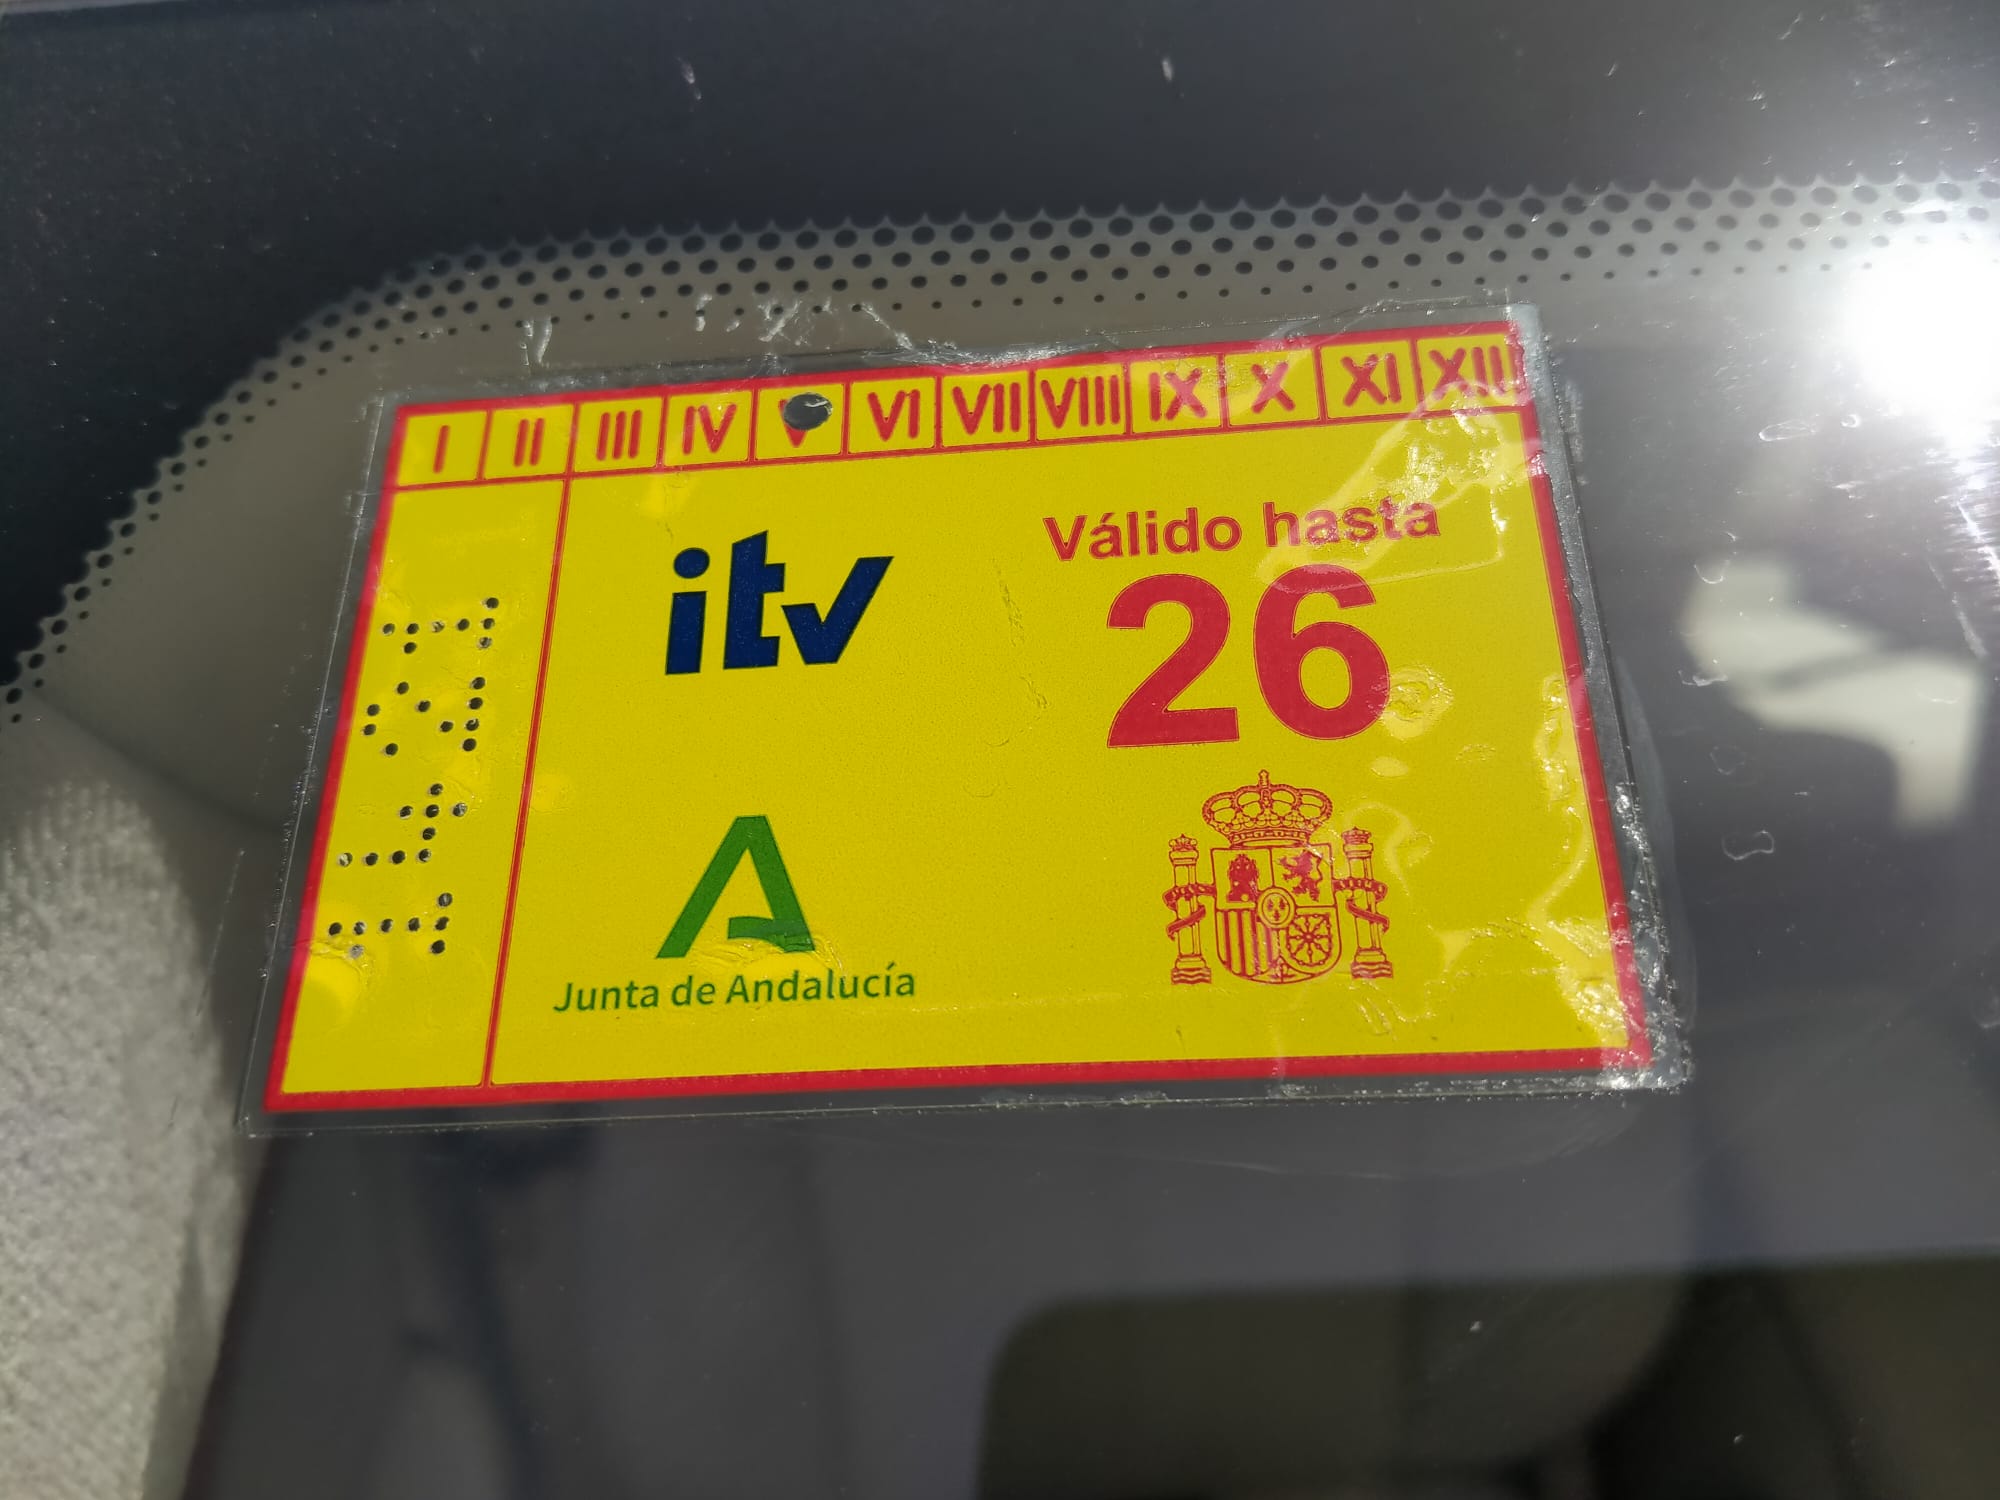 I II III IV V VI VII VIII IX X XI XII
itv
Válido hasta
26
Junta de Andalucía